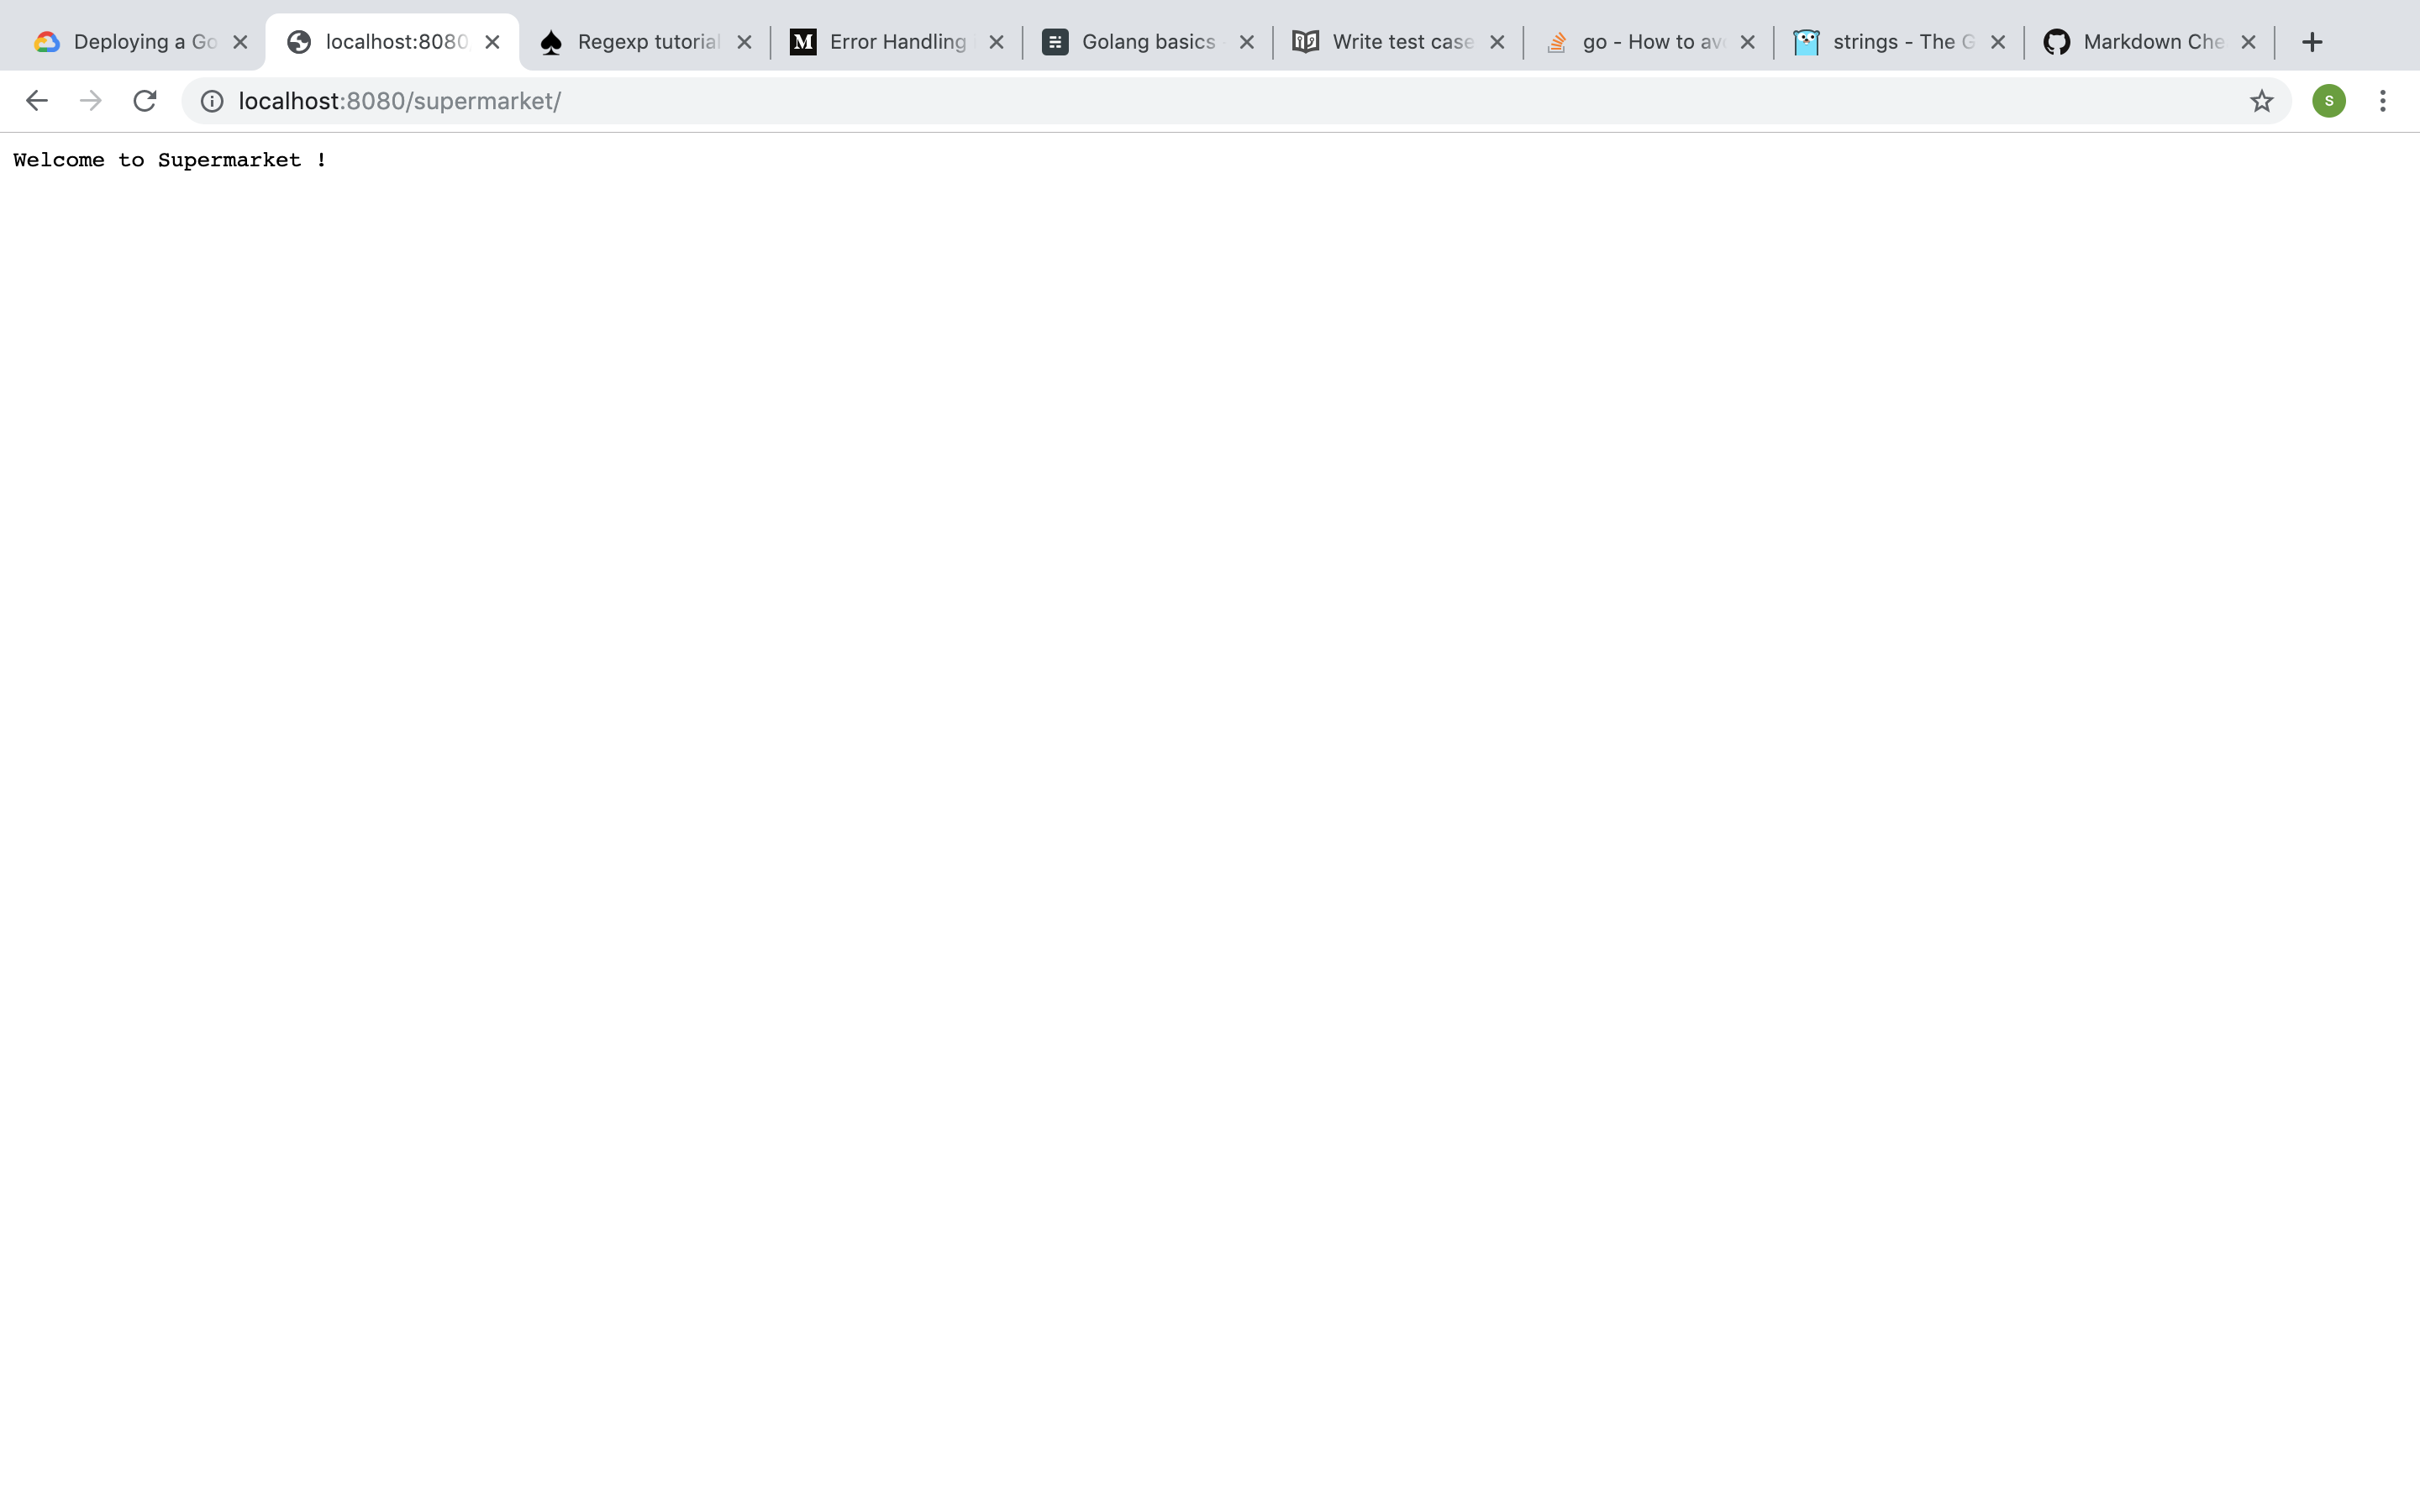 Deploying a Go
localhost:8080
Regexp tutorial
M
Error Handling
Golang basics
Write test case
go - How to av
strings - The G
Markdown Che
localhost:8080/supermarket/
S
Welcome to Supermarket !